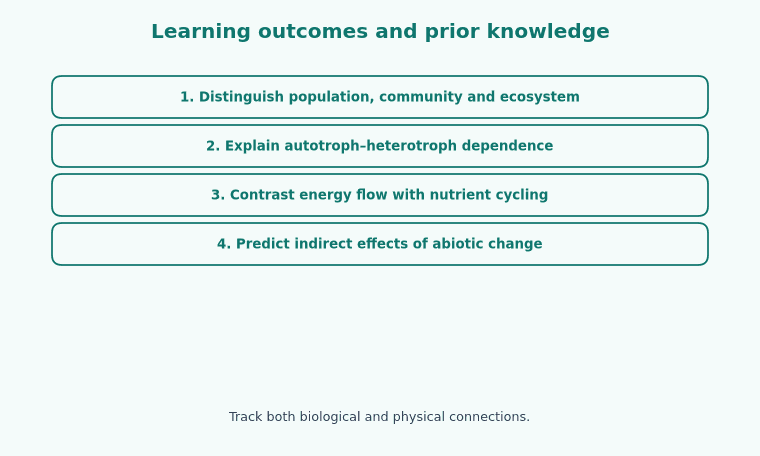 Learning outcomes and prior knowledge
1. Distinguish population, community and ecosystem
2. Explain autotroph–heterotroph dependence
3. Contrast energy flow with nutrient cycling
4. Predict indirect effects of abiotic change
Track both biological and physical connections.